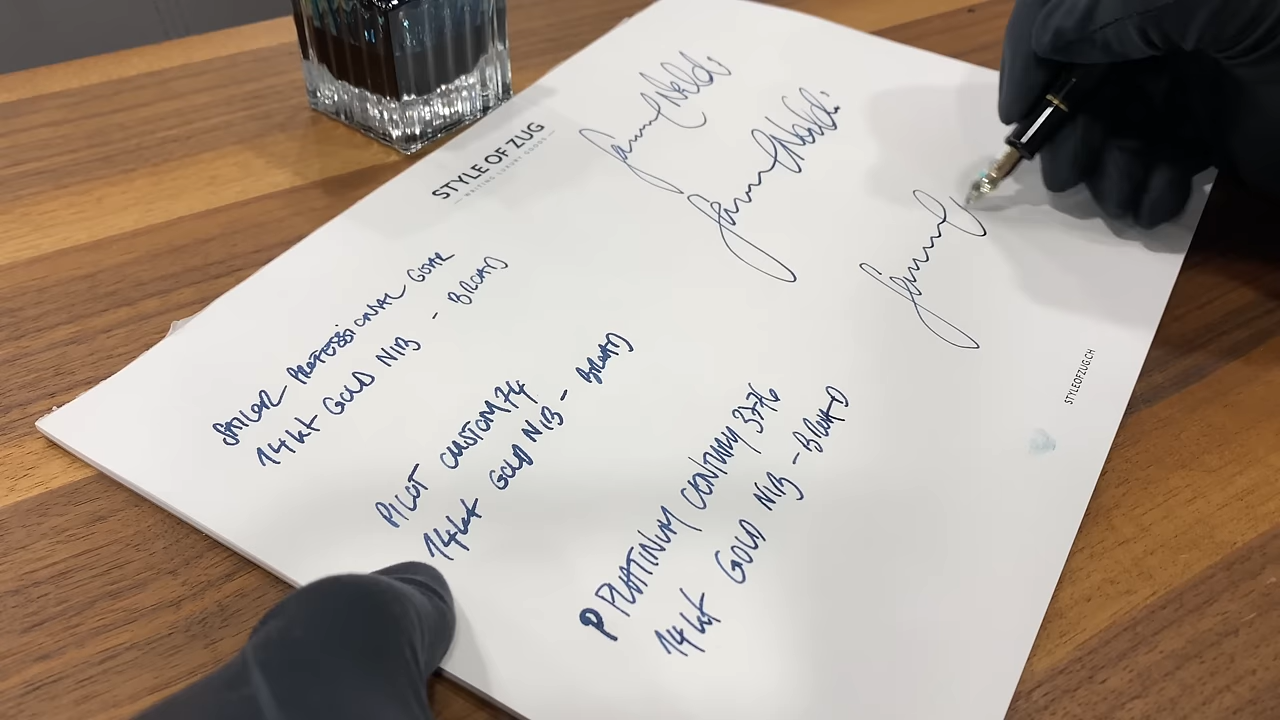 STYLE OF ZUG
— WRITING LUXURY GOODS —
SAILOR PROFESSIONAL GEAR
14kt GOLD NIB - BROAD
PILOT CUSTOM 74
14kt GOLD NIB - BROAD
P PLATINUM CENTURY 3776
14kt GOLD NIB - BROAD
STYLEOFZUG.CH